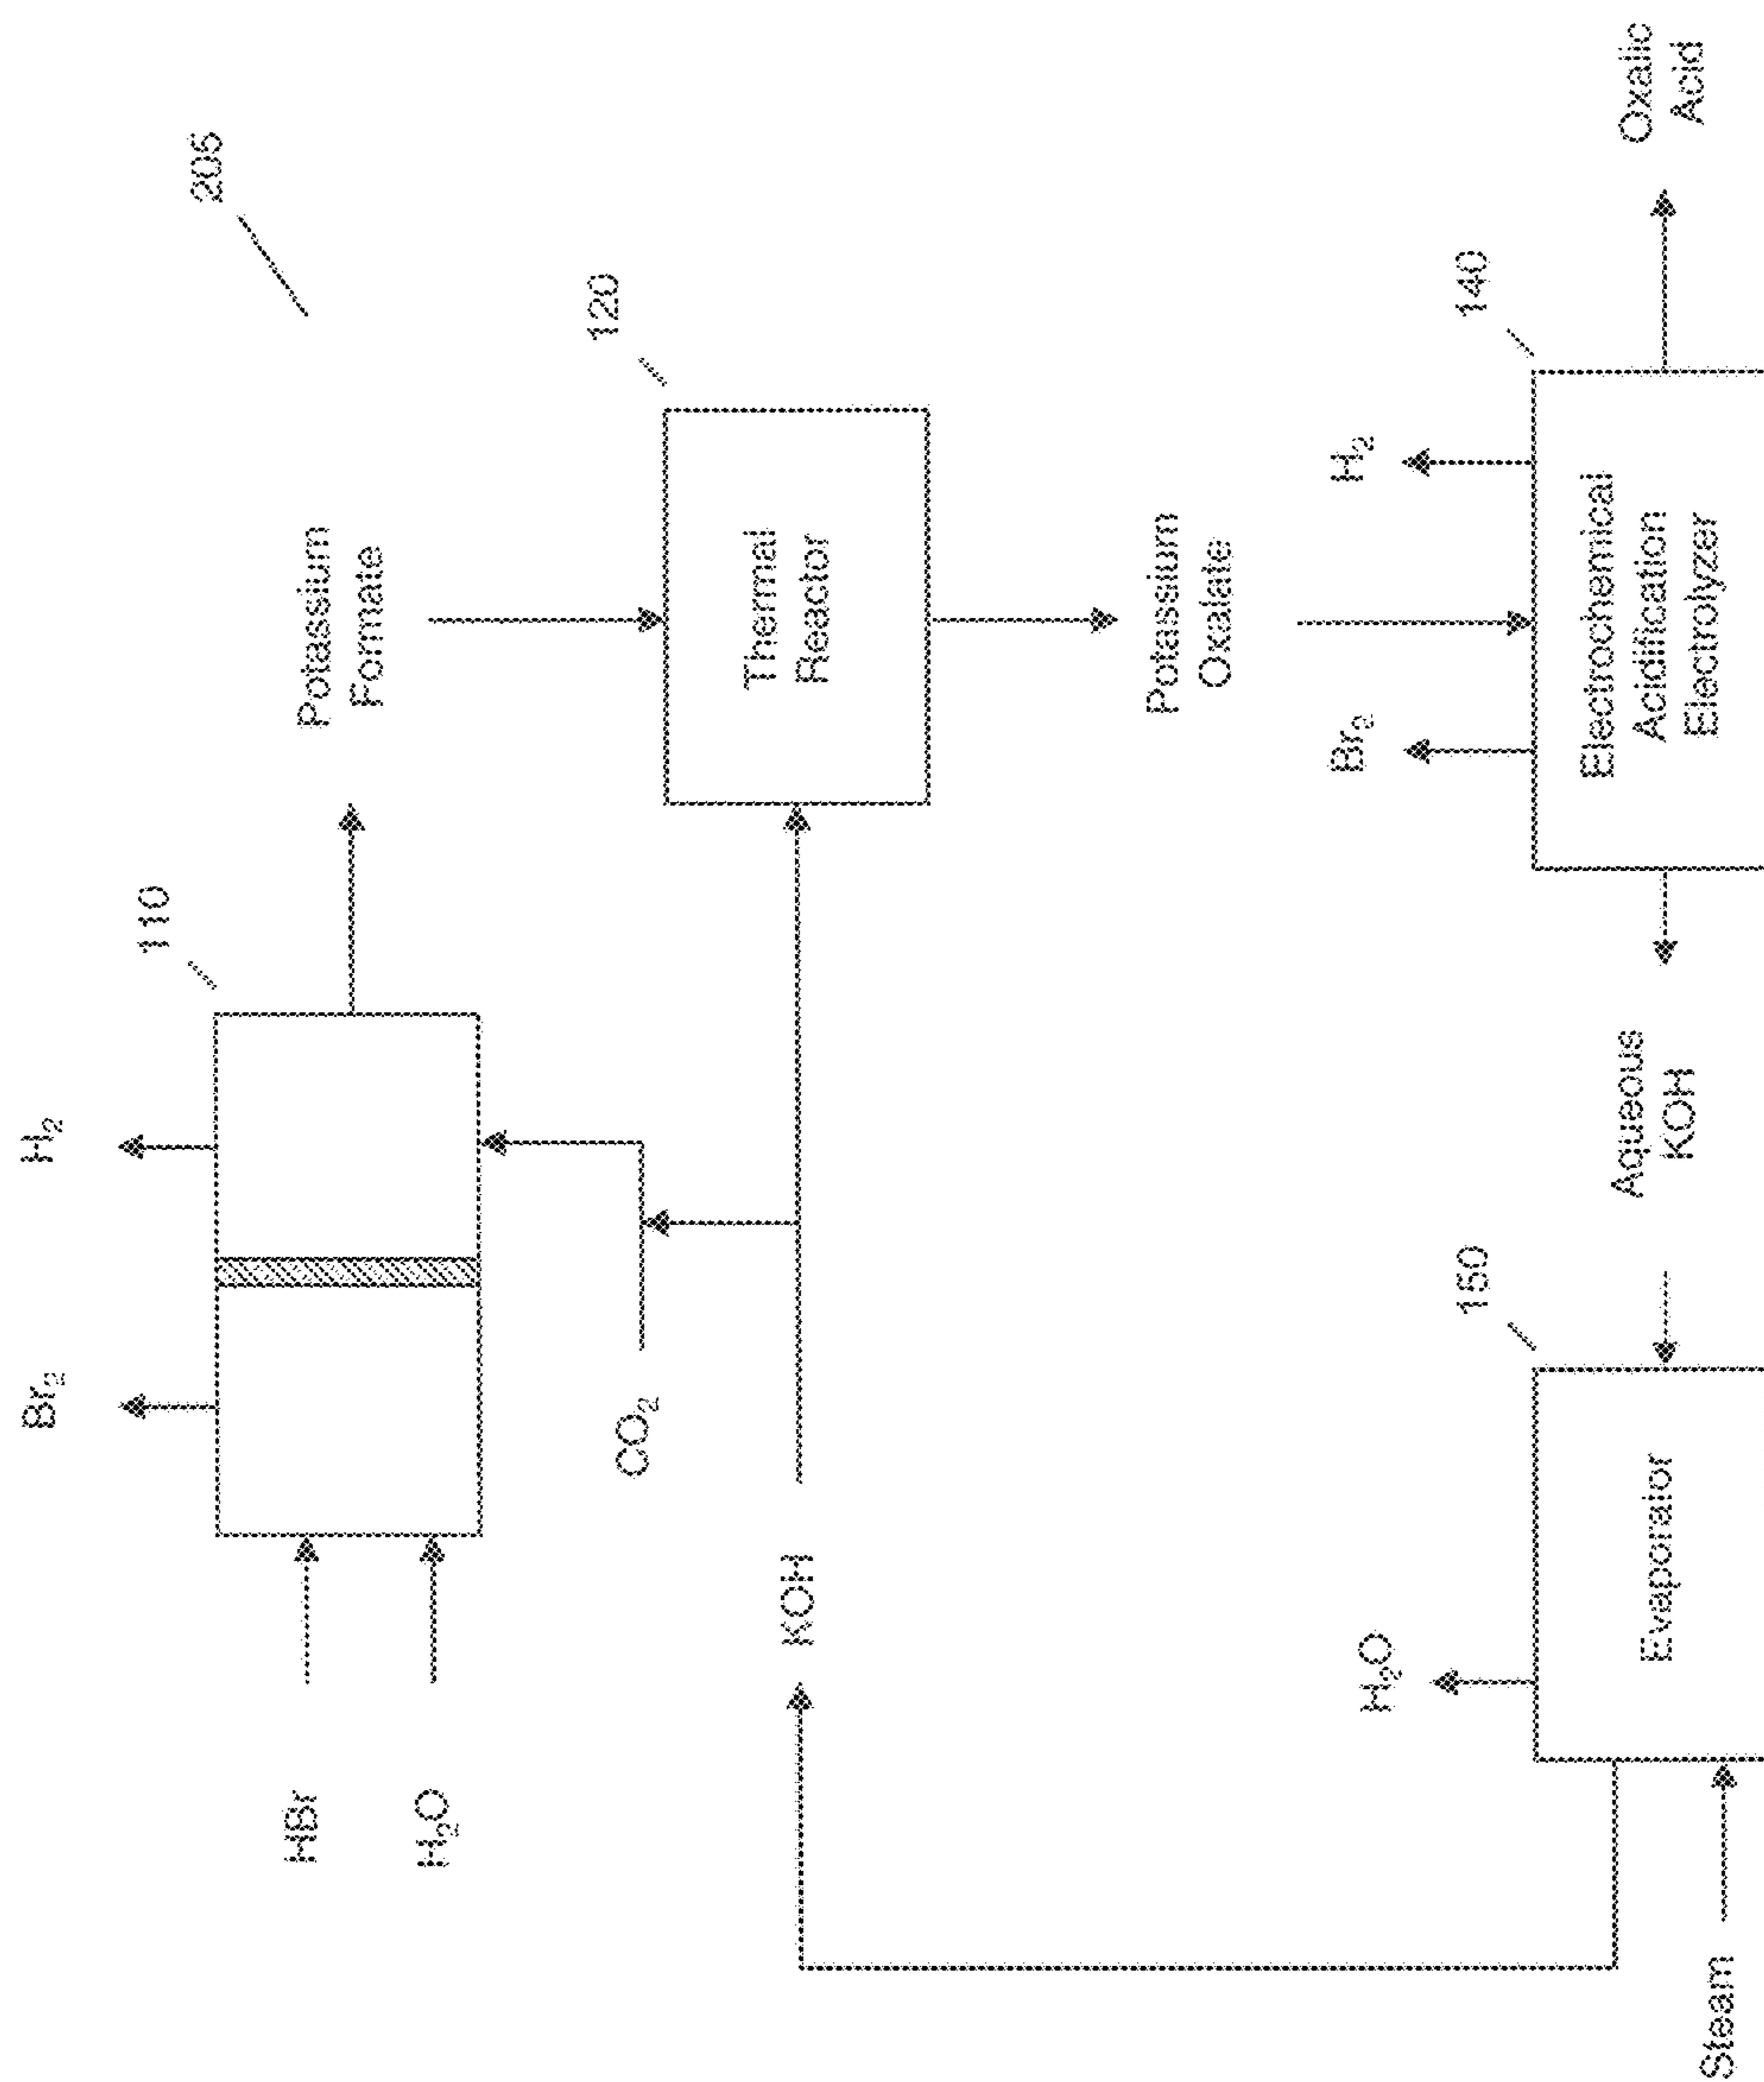 205
Br₂
H₂
110
HBr
H₂O
Potassium
Formate
CO₂
120
KOH
Thermal
Reactor
Potassium
Oxalate
H₂O
150
Br₂
H₂
140
Steam
Evaporator
Aqueous
KOH
Electrochemical
Acidification
Electrolyzer
Oxalic
Acid